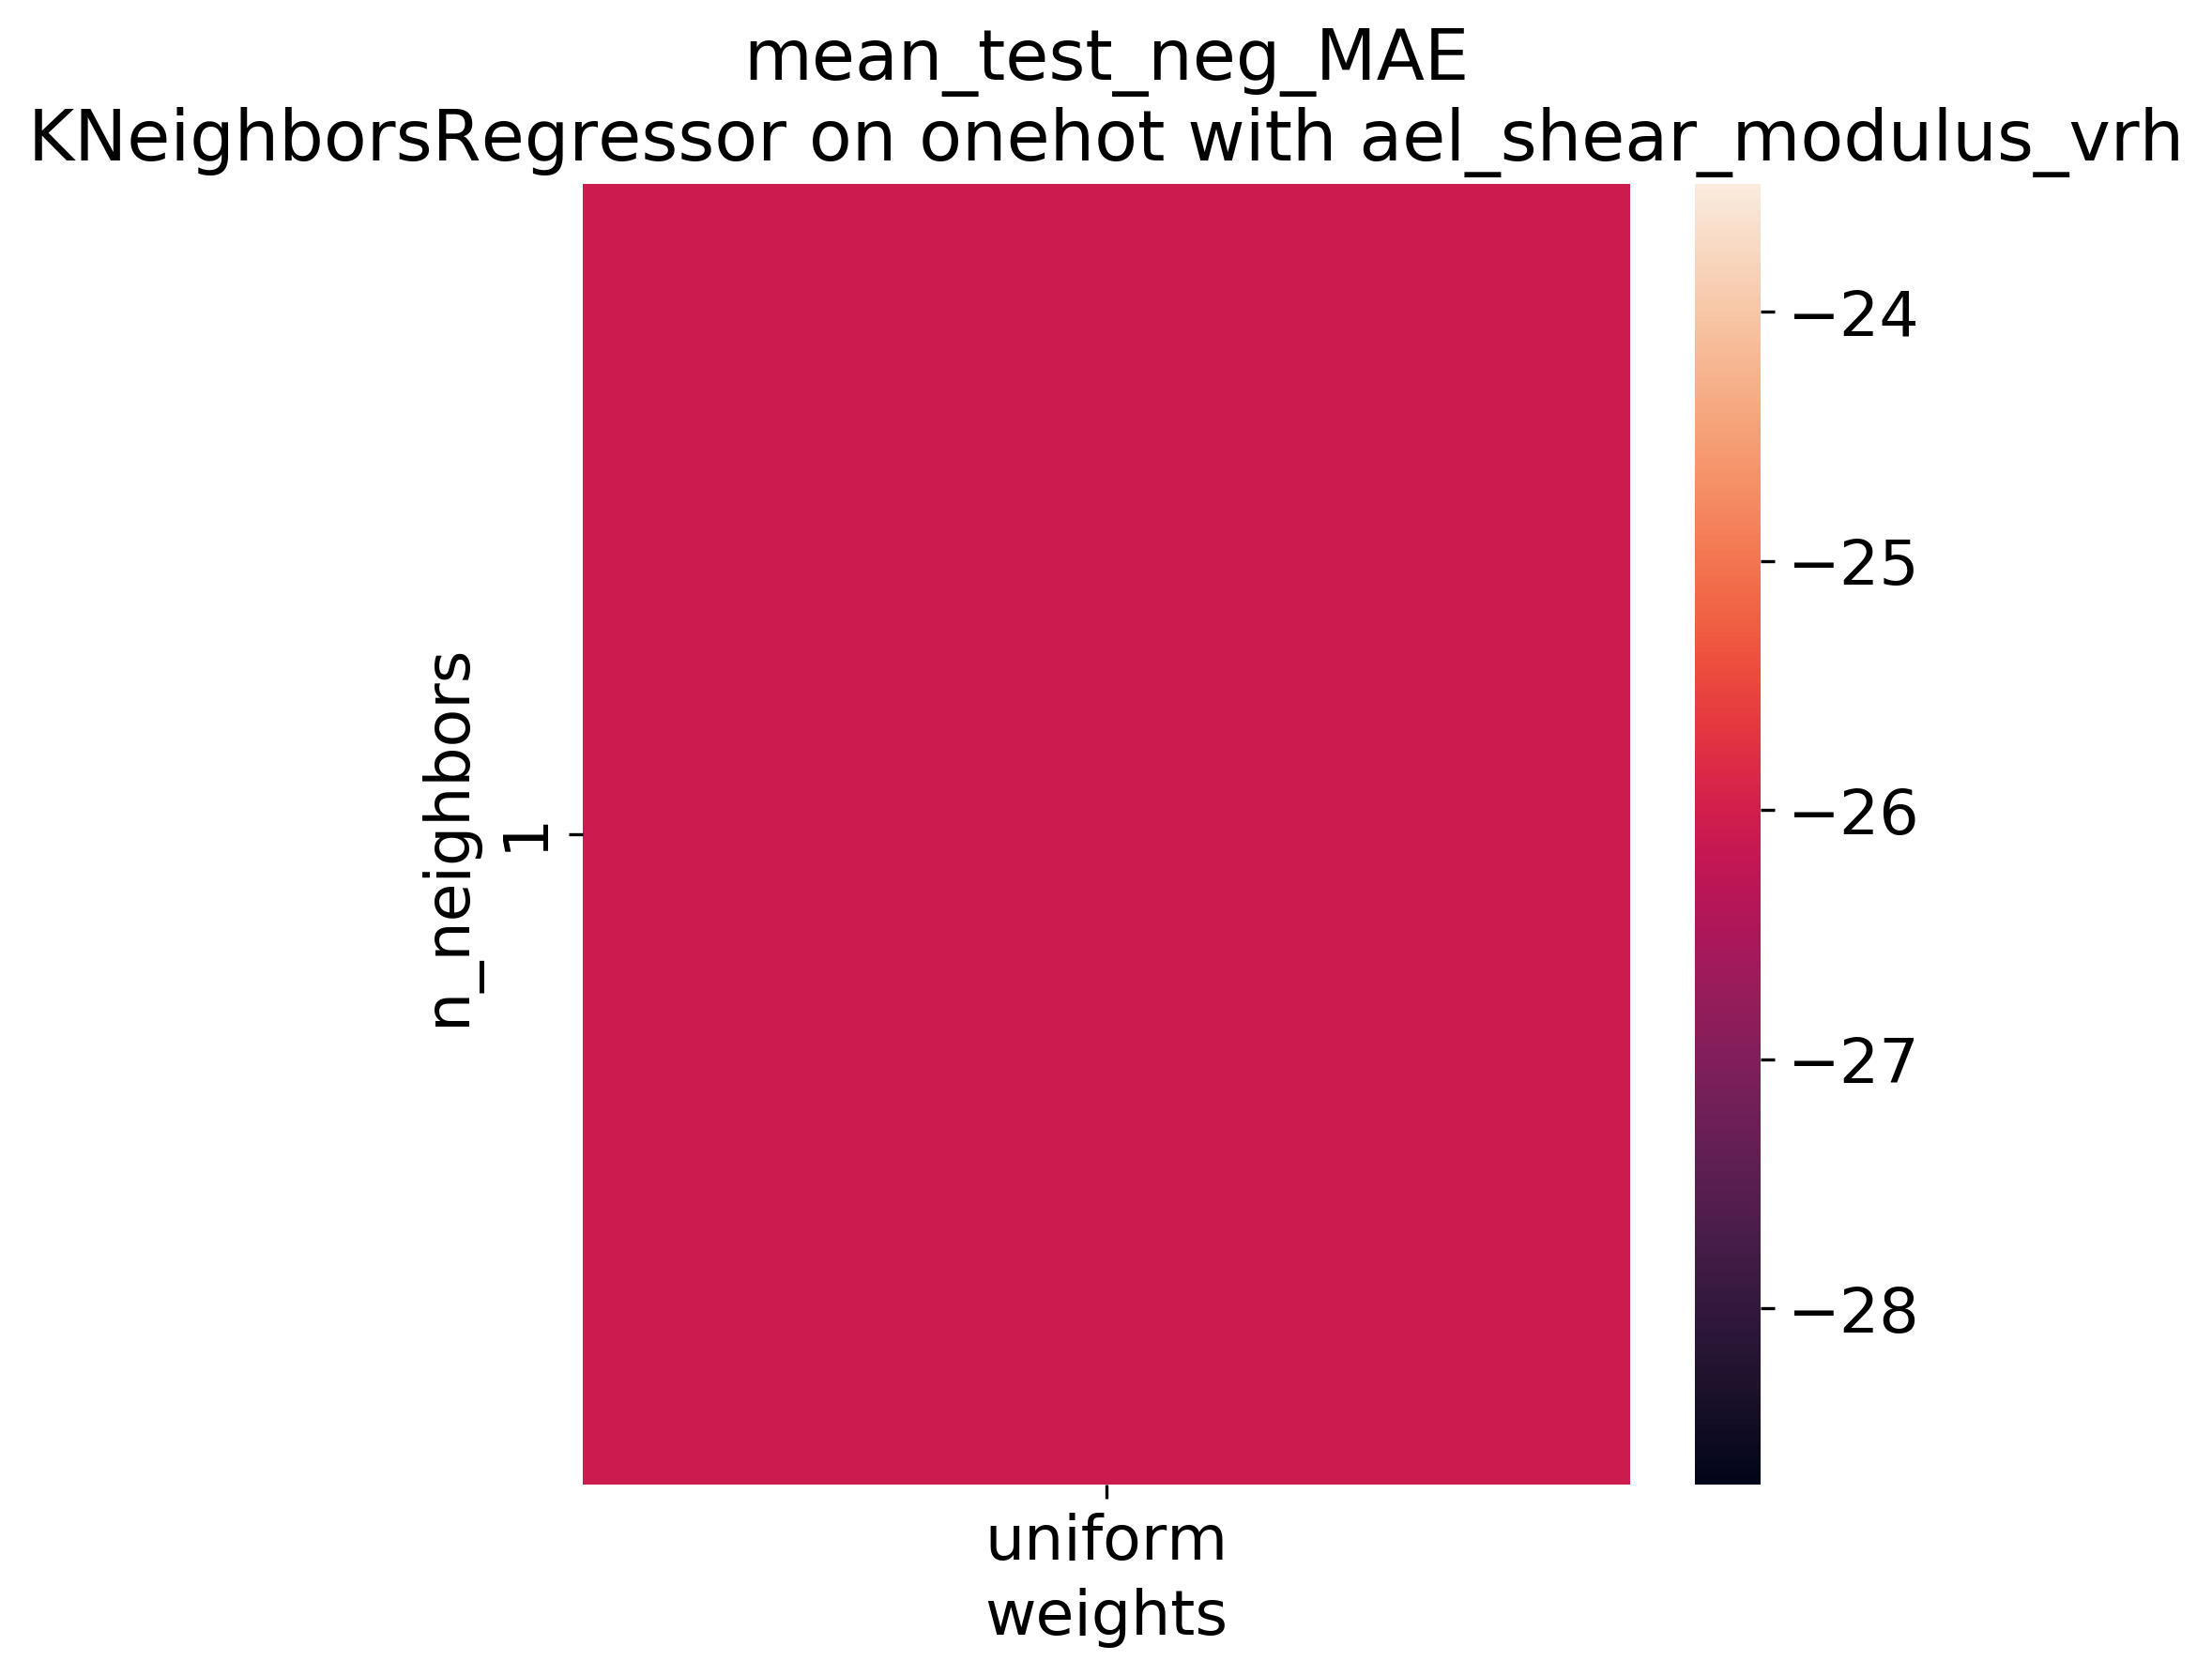 mean_test_neg_MAE
KNeighborsRegressor on onehot with ael_shear_modulus_vrh
n_neighbors
1
uniform
weights
−24
−25
−26
−27
−28